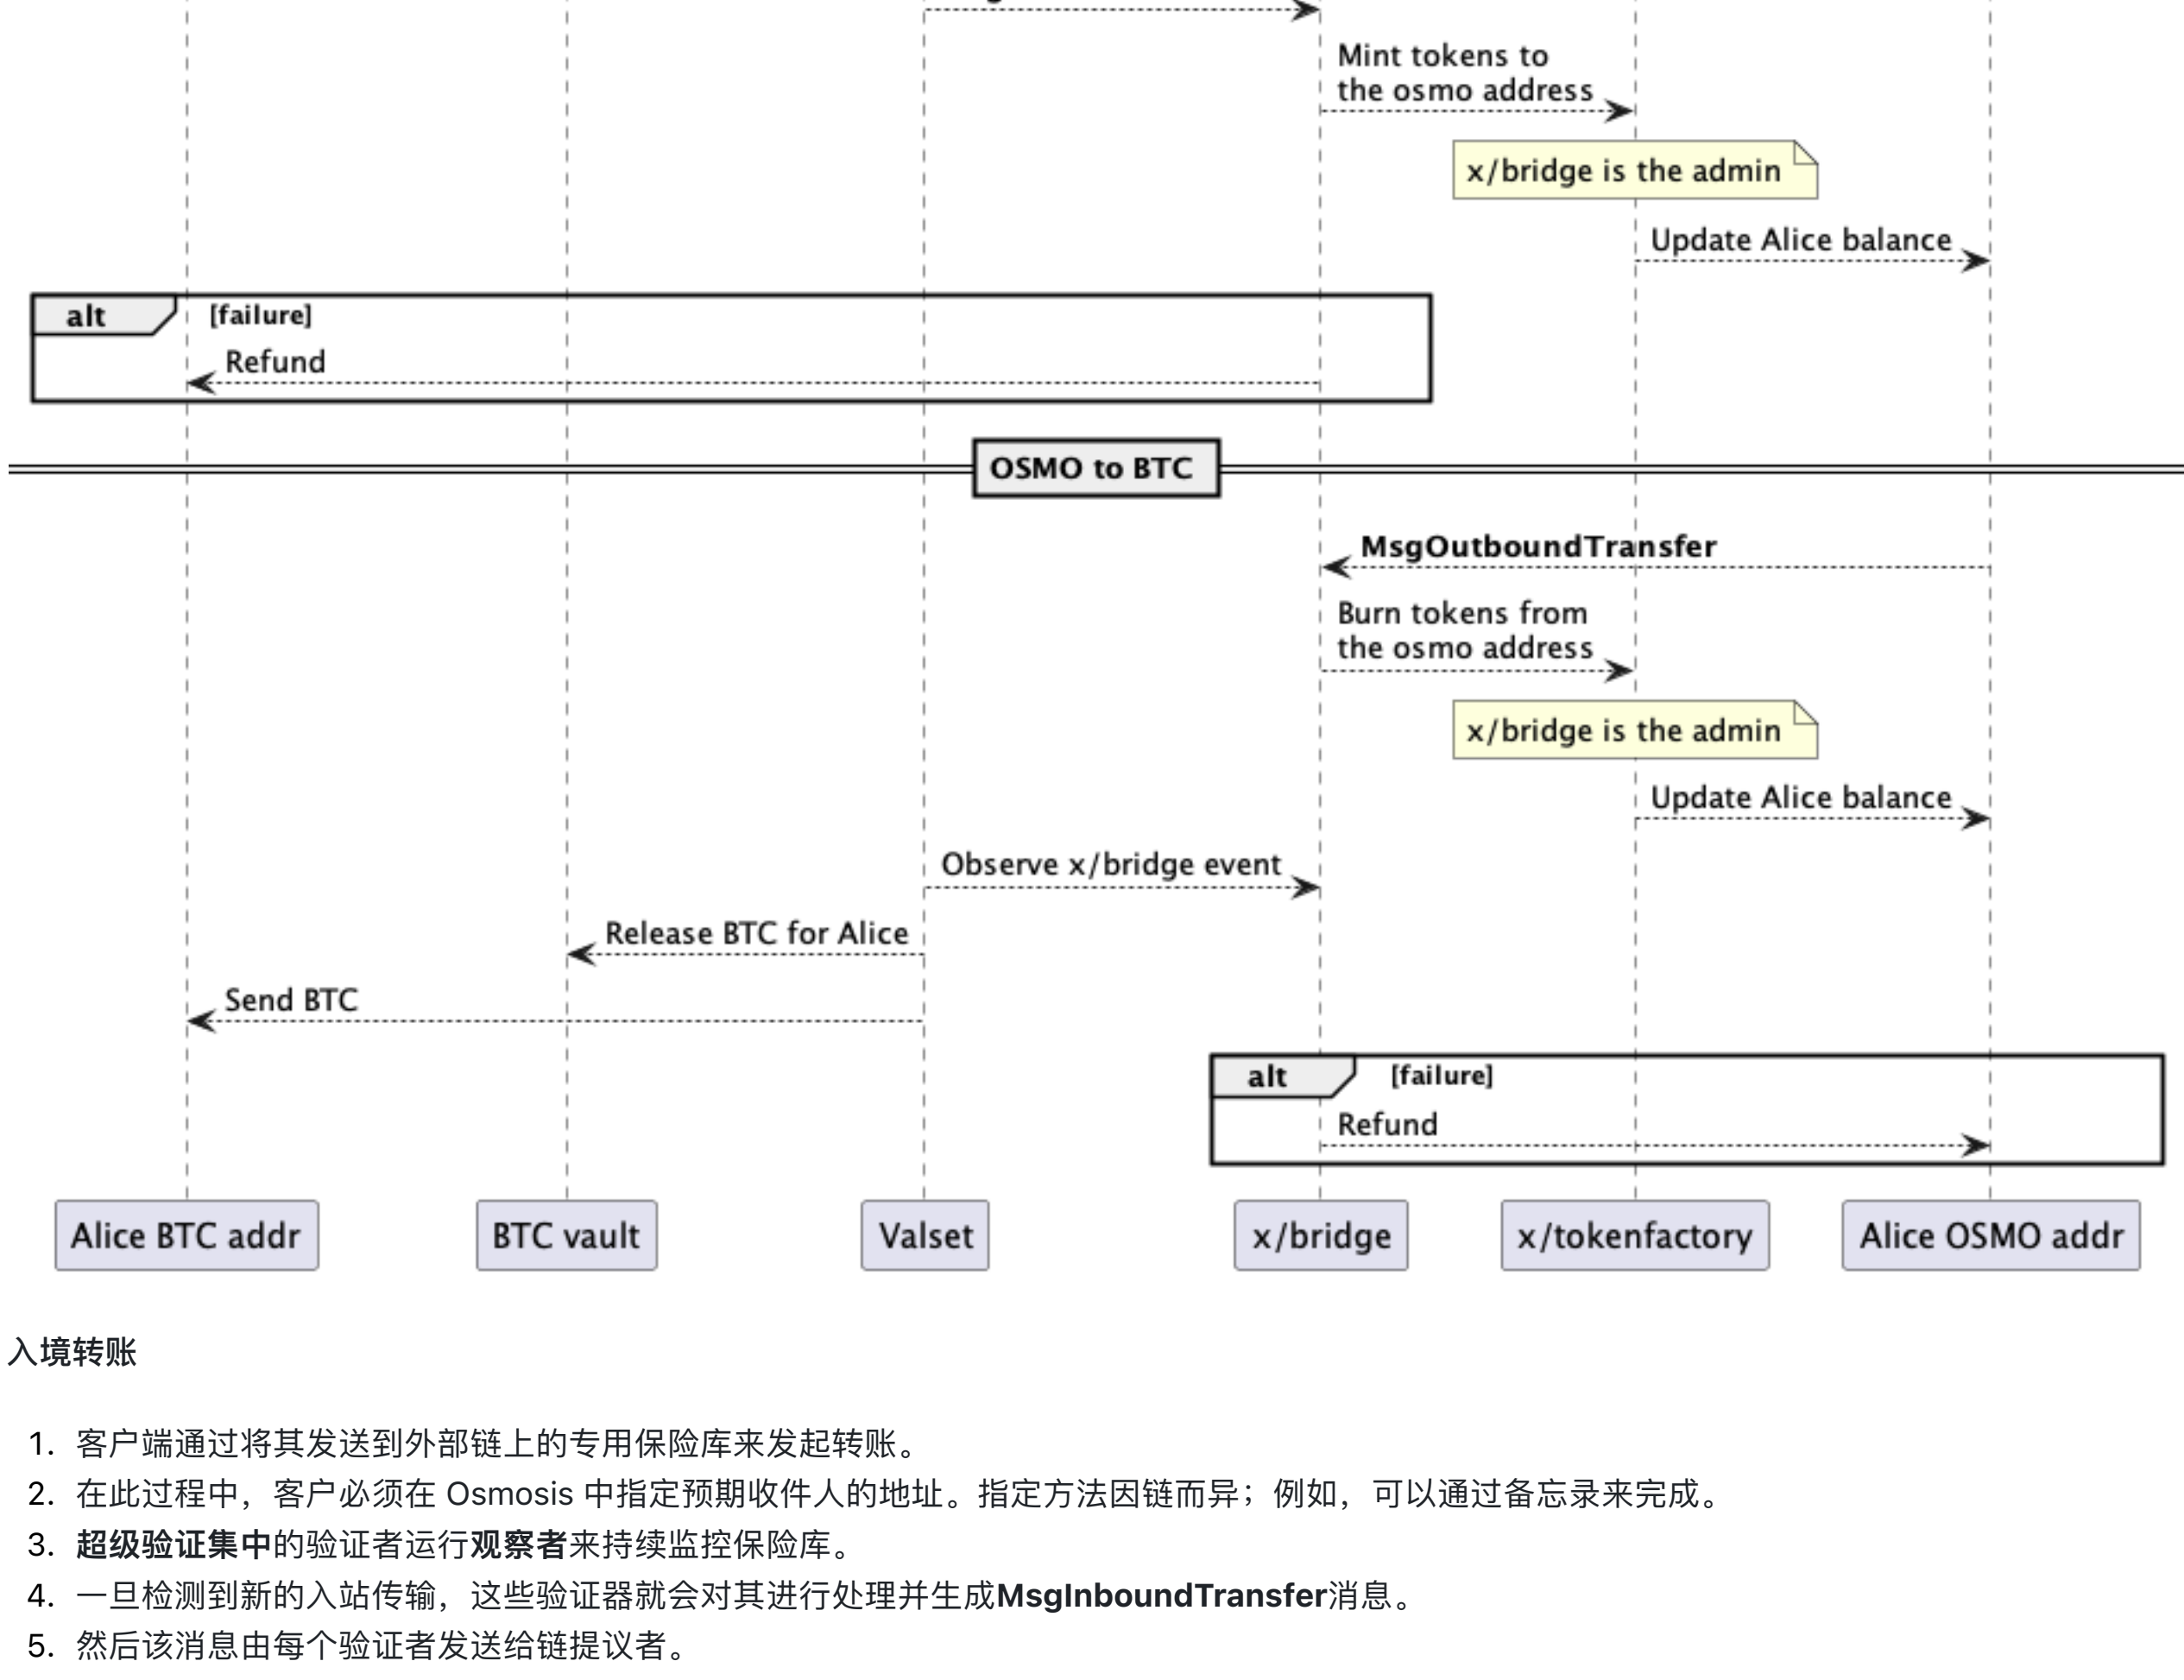 Mint tokens to
the osmo address
x/bridge is the admin
Update Alice balance
alt [failure]
Refund
OSMO to BTC
MsgOutboundTransfer
Burn tokens from
the osmo address
x/bridge is the admin
Update Alice balance
Observe x/bridge event
Release BTC for Alice
Send BTC
alt [failure]
Refund
Alice BTC addr BTC vault Valset x/bridge x/tokenfactory Alice OSMO addr
入境转账
1. 客户端通过将其发送到外部链上的专用保险库来发起转账。
2. 在此过程中，客户必须在 Osmosis 中指定预期收件人的地址。指定方法因链而异；例如，可以通过备忘录来完成。
3. 超级验证集中的验证者运行观察者来持续监控保险库。
4. 一旦检测到新的入站传输，这些验证器就会对其进行处理并生成MsgInboundTransfer消息。
5. 然后该消息由每个验证者发送给链提议者。